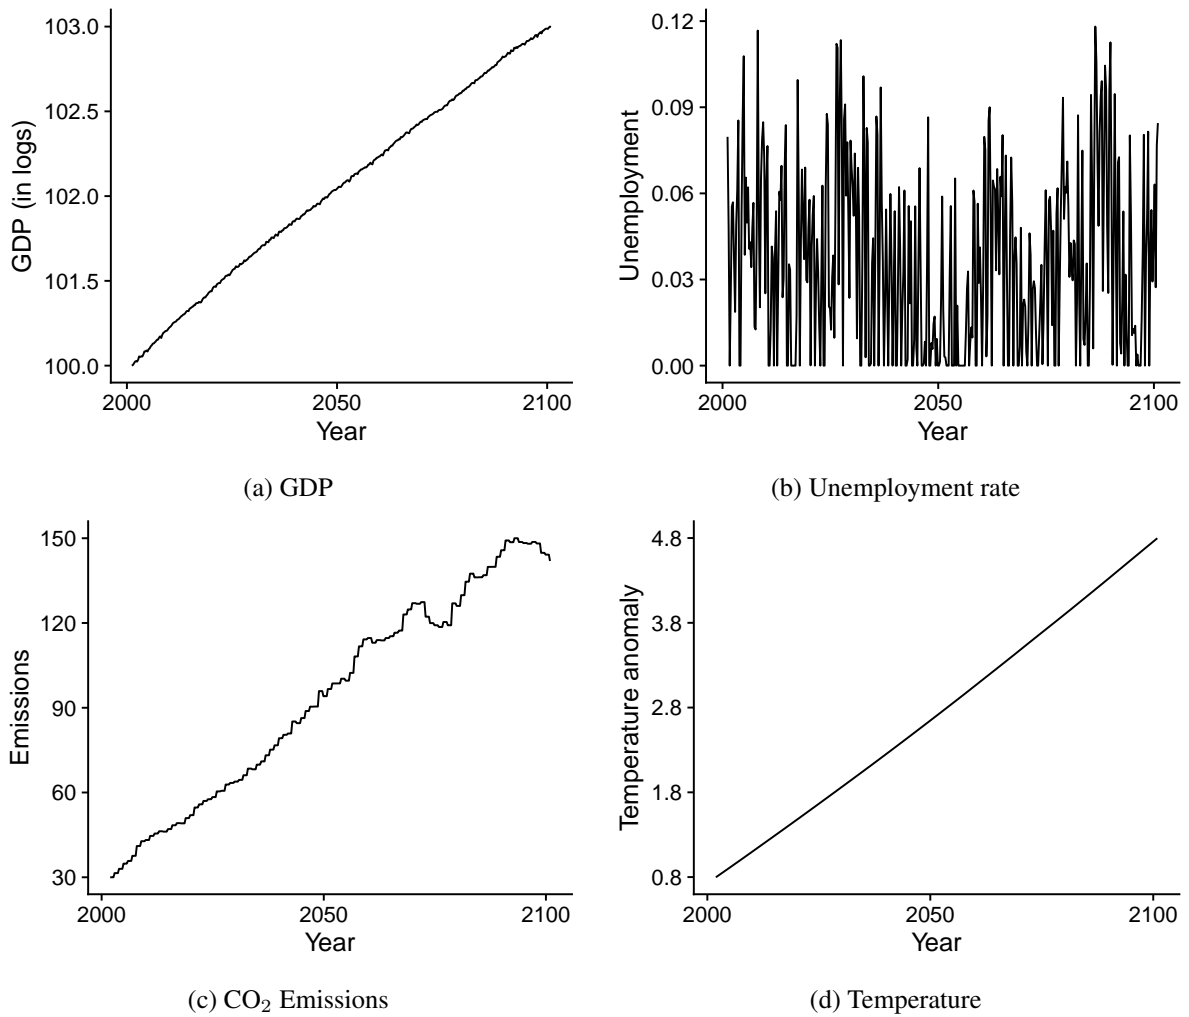 103.0
102.5
102.0
101.5
100.0
GDP (in logs)
2000 2050 2100
Year
(a) GDP
0.12
0.09
0.06
0.03
0.00
Unemployment
2000 2050 2100
Year
(b) Unemployment rate
150
120
90
60
30
Emissions
2000 2050 2100
Year
(c) CO₂ Emissions
4.8
3.8
2.8
1.8
0.8
Temperature anomaly
2000 2050 2100
Year
(d) Temperature